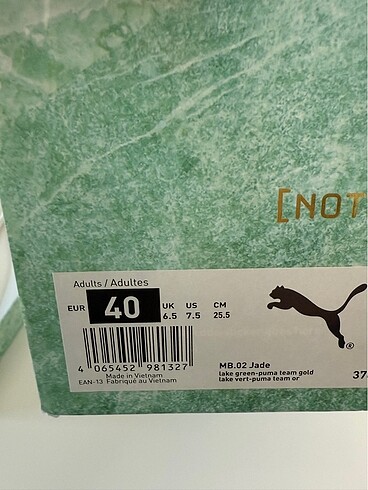 [NOT
Adults / Adultes
EUR 40 UK 6.5 US 7.5 CM 25.5
4 065452 981327
Made in Vietnam
EAN-13 Fabriqué au Vietnam
MB.02 Jade
lake green-puma team gold
lake vert-puma team or
®